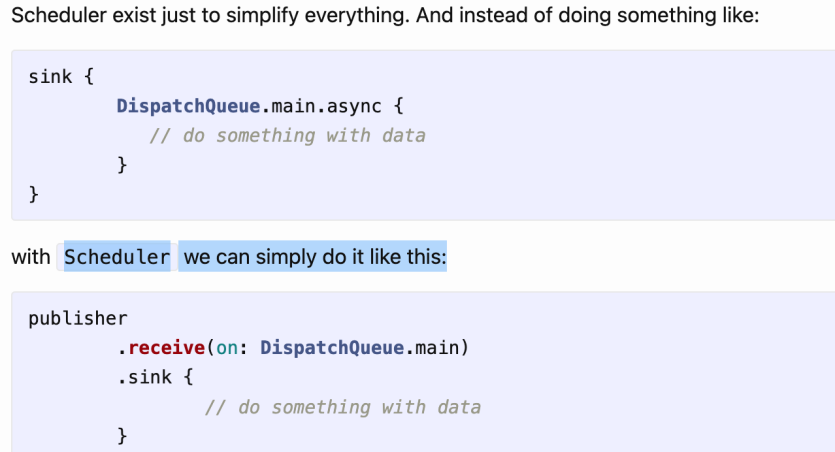 Scheduler exist just to simplify everything. And instead of doing something like:
sink {
        DispatchQueue.main.async {
           // do something with data
        }
}
with Scheduler we can simply do it like this:
publisher
        .receive(on: DispatchQueue.main)
        .sink {
                // do something with data
        }